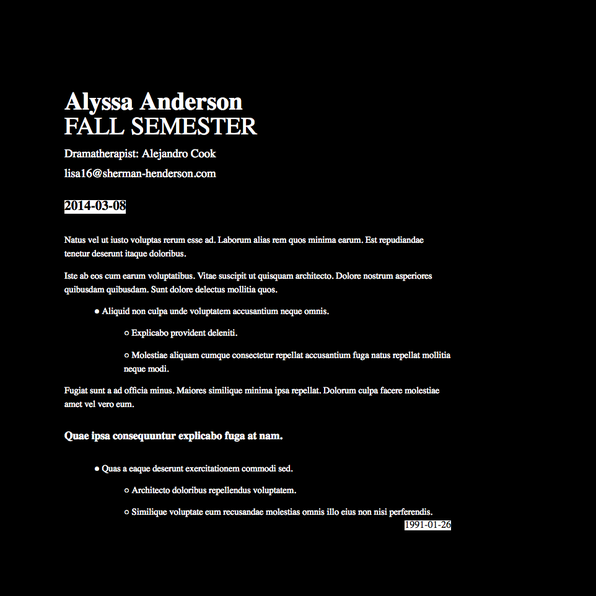 Alyssa Anderson
FALL SEMESTER
Dramatherapist: Alejandro Cook
lisa16@sherman-henderson.com
2014-03-08
Natus vel ut iusto voluptas rerum esse ad. Laborum alias rem quos minima earum. Est repudiandae
tenetur deserunt itaque doloribus.
Iste ab eos cum earum voluptatibus. Vitae suscipit ut quisquam architecto. Dolore nostrum asperiores
quibusdam quibusdam. Sunt dolore delectus mollitia quos.
● Aliquid non culpa unde voluptatem accusantium neque omnis.
○ Explicabo provident deleniti.
○ Molestiae aliquam cumque consectetur repellat accusantium fuga natus repellat mollitia
neque modi.
Fugiat sunt a ad officia minus. Maiores similique minima ipsa repellat. Dolorum culpa facere molestiae
amet vel vero eum.
Quae ipsa consequuntur explicabo fuga at nam.
● Quas a eaque deserunt exercitationem commodi sed.
○ Architecto doloribus repellendus voluptatem.
○ Similique voluptate eum recusandae molestias omnis illo eius non nisi perferendis.
1991-01-26